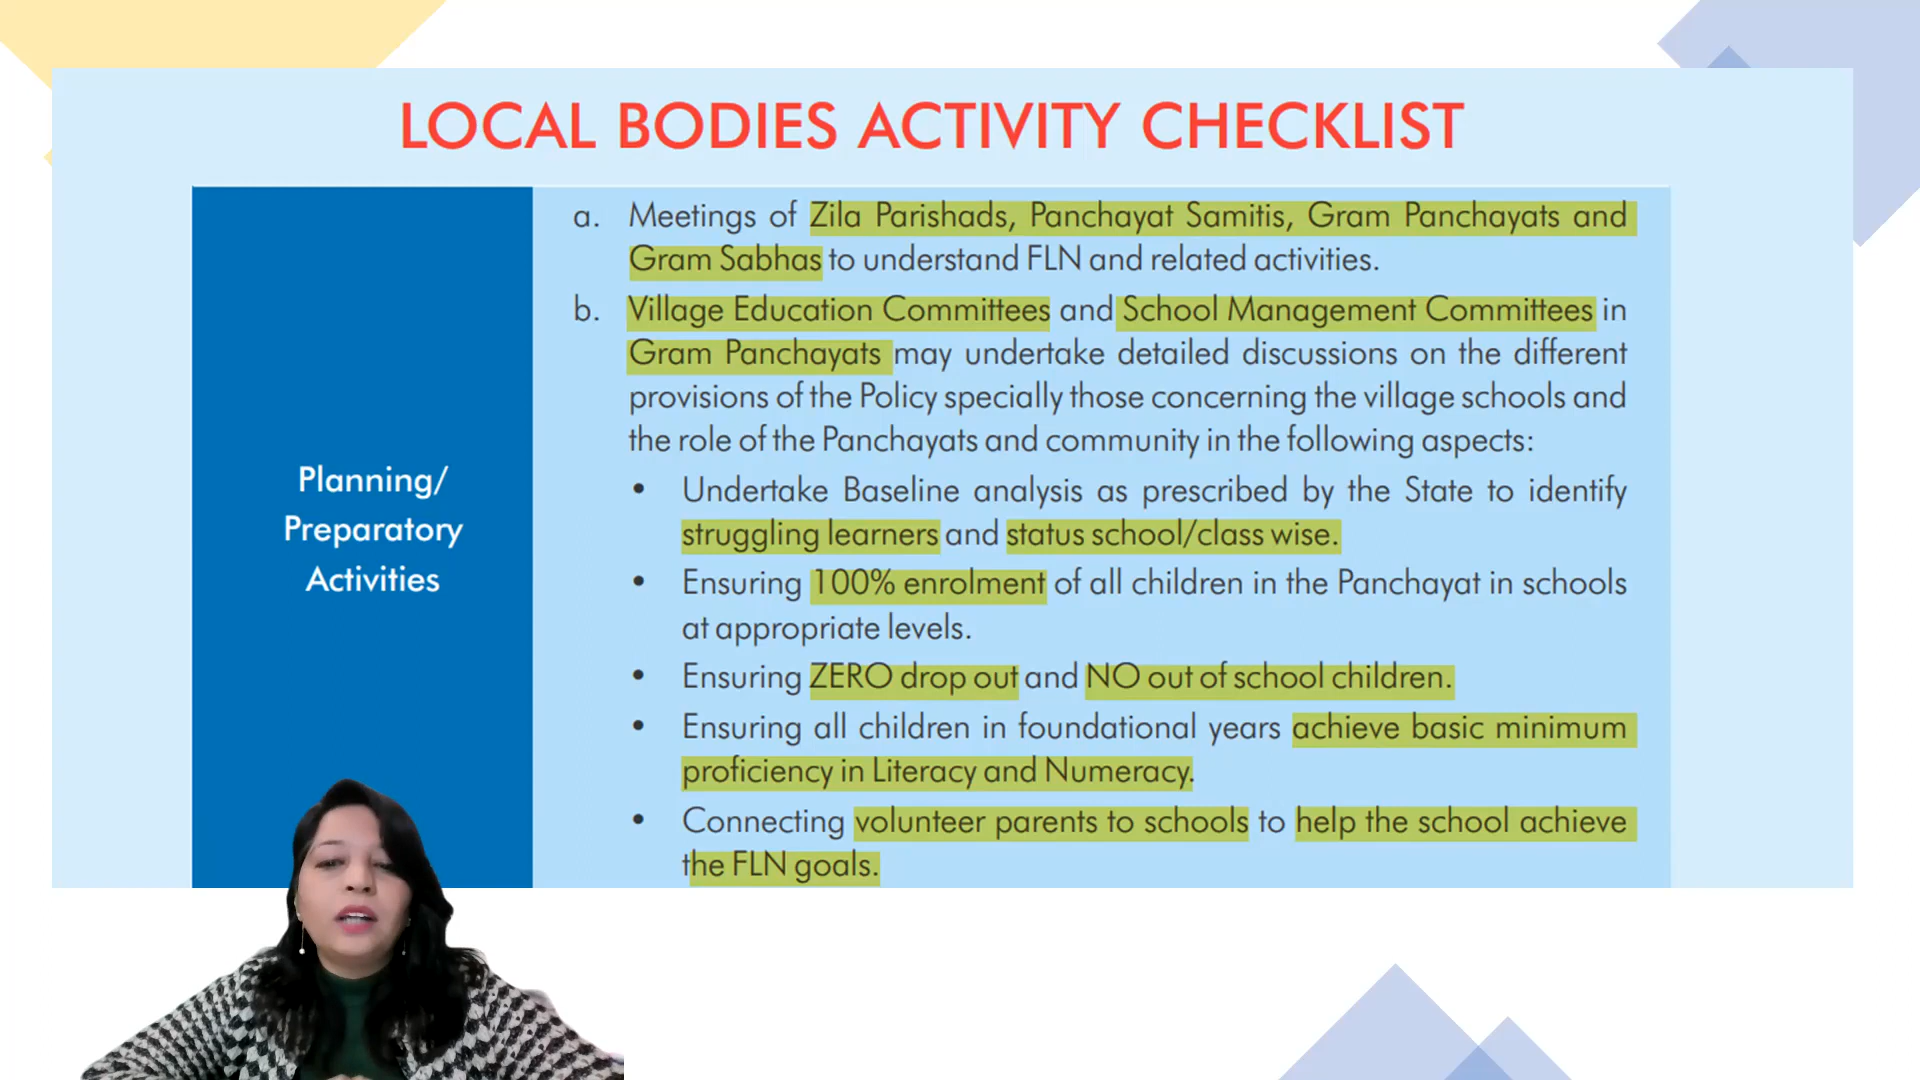 LOCAL BODIES ACTIVITY CHECKLIST
Planning/
Preparatory
Activities
a. Meetings of Zila Parishads, Panchayat Samitis, Gram Panchayats and
Gram Sabhas to understand FLN and related activities.
b. Village Education Committees and School Management Committees in
Gram Panchayats may undertake detailed discussions on the different
provisions of the Policy specially those concerning the village schools and
the role of the Panchayats and community in the following aspects:
• Undertake Baseline analysis as prescribed by the State to identify
struggling learners and status school/class wise.
• Ensuring 100% enrolment of all children in the Panchayat in schools
at appropriate levels.
• Ensuring ZERO drop out and NO out of school children.
• Ensuring all children in foundational years achieve basic minimum
proficiency in Literacy and Numeracy.
• Connecting volunteer parents to schools to help the school achieve
the FLN goals.